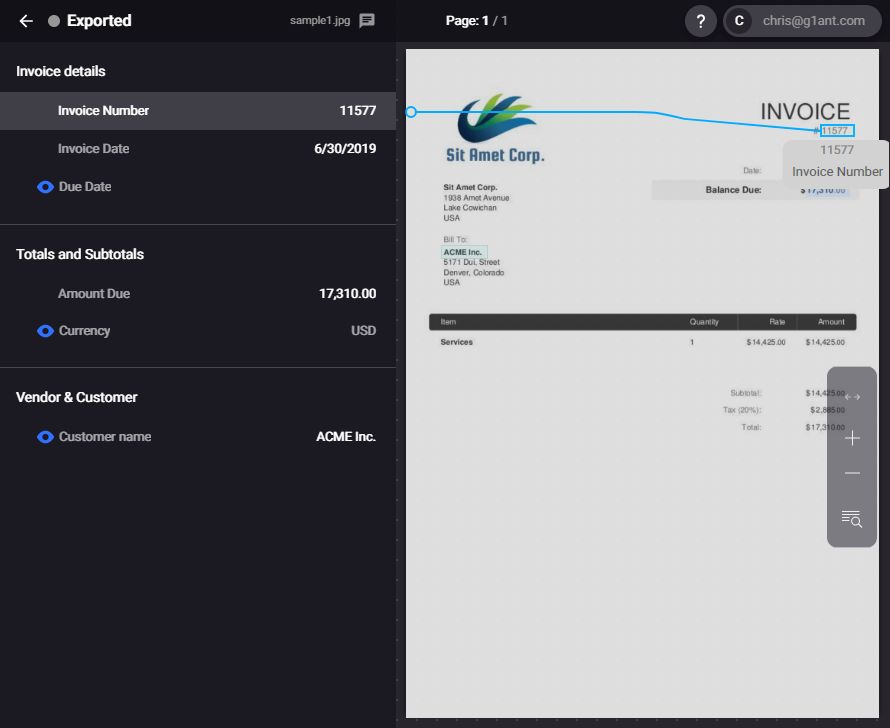 Exported
sample1.jpg
Page: 1 / 1
?
C
chris@g1ant.com
Invoice details
Invoice Number 11577
Invoice Date 6/30/2019
Due Date
Totals and Subtotals
Amount Due 17,310.00
Currency USD
Vendor & Customer
Customer name ACME Inc.
Sit Amet Corp.
INVOICE
# 11577
11577
Invoice Number
Date:
Balance Due: $17,310.00
Sit Amet Corp.
1938 Amet Avenue
Lake Cowichan
USA
Bill To:
ACME Inc.
5171 Dui, Street
Denver, Colorado
USA
Item Quantity Rate Amount
Services 1 $14,425.00 $14,425.00
Subtotal: $14,425.00
Tax (20%): $2,885.00
Total: $17,310.00